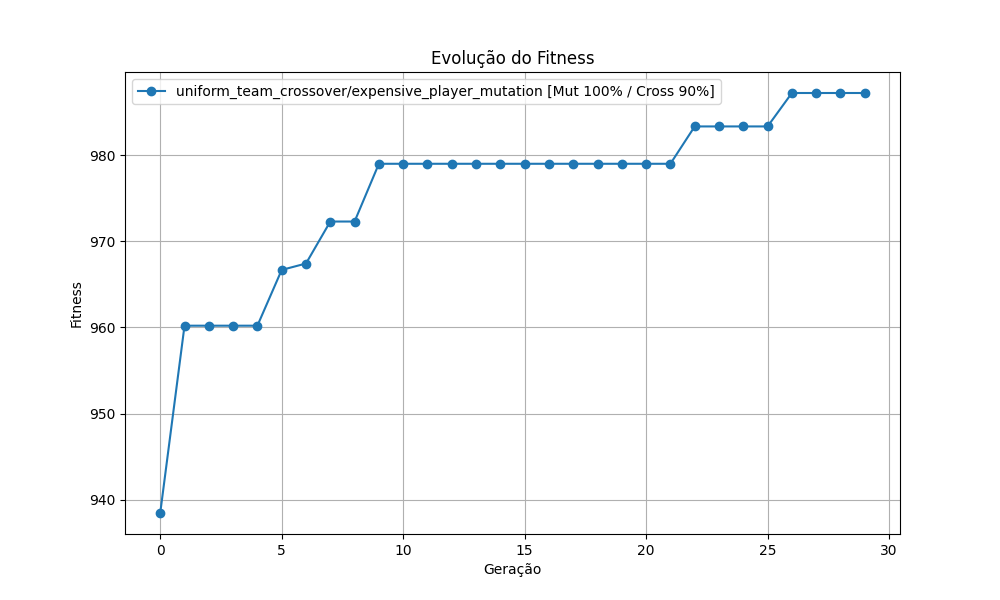 Evolução do Fitness
uniform_team_crossover/expensive_player_mutation [Mut 100% / Cross 90%]
Fitness
980
970
960
950
940
0 5 10 15 20 25 30
Geração